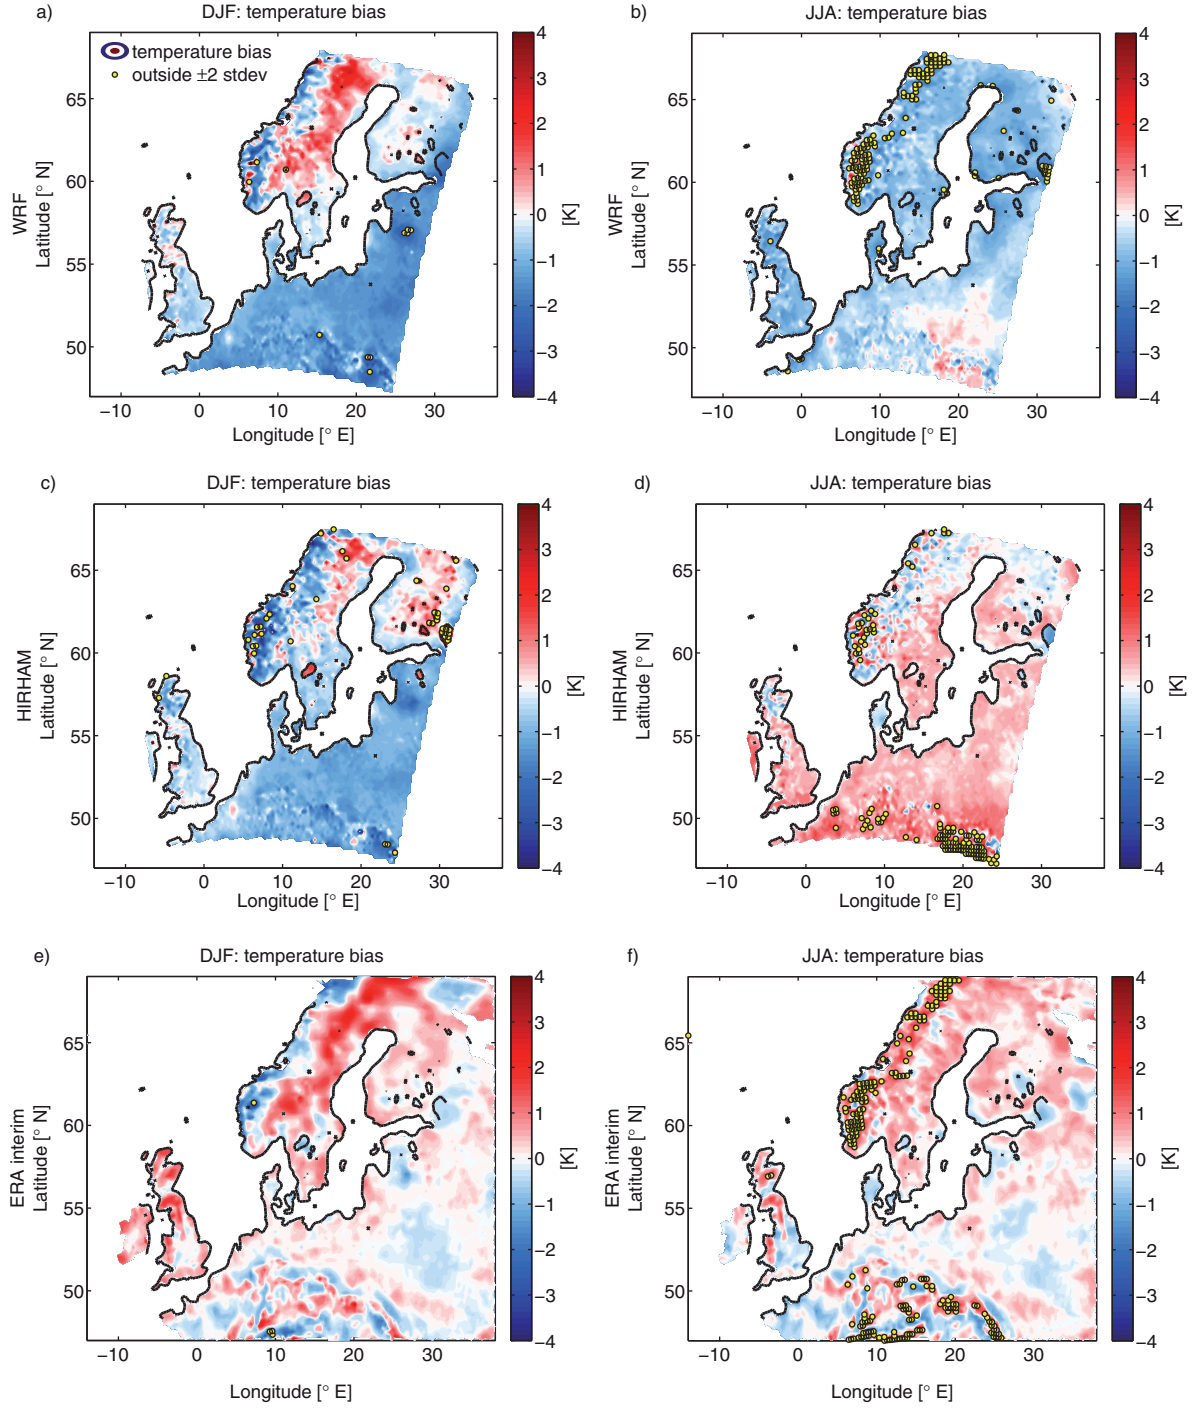 a)
DJF: temperature bias
temperature bias
outside ±2 stdev
65
60
55
50
WRF
Latitude [° N]
−10
0
10
20
30
Longitude [° E]
4
3
2
1
0
−1
−2
−3
−4
[K]
b)
JJA: temperature bias
65
60
55
50
WRF
Latitude [° N]
−10
0
10
20
30
Longitude [° E]
4
3
2
1
0
−1
−2
−3
−4
[K]
c)
DJF: temperature bias
65
60
55
50
HIRHAM
Latitude [° N]
−10
0
10
20
30
Longitude [° E]
4
3
2
1
0
−1
−2
−3
−4
[K]
d)
JJA: temperature bias
65
60
55
50
HIRHAM
Latitude [° N]
−10
0
10
20
30
Longitude [° E]
4
3
2
1
0
−1
−2
−3
−4
[K]
e)
DJF: temperature bias
65
60
55
50
ERA interim
Latitude [° N]
−10
0
10
20
30
Longitude [° E]
4
3
2
1
0
−1
−2
−3
−4
[K]
f)
JJA: temperature bias
65
60
55
50
ERA interim
Latitude [° N]
−10
0
10
20
30
Longitude [° E]
4
3
2
1
0
−1
−2
−3
−4
[K]